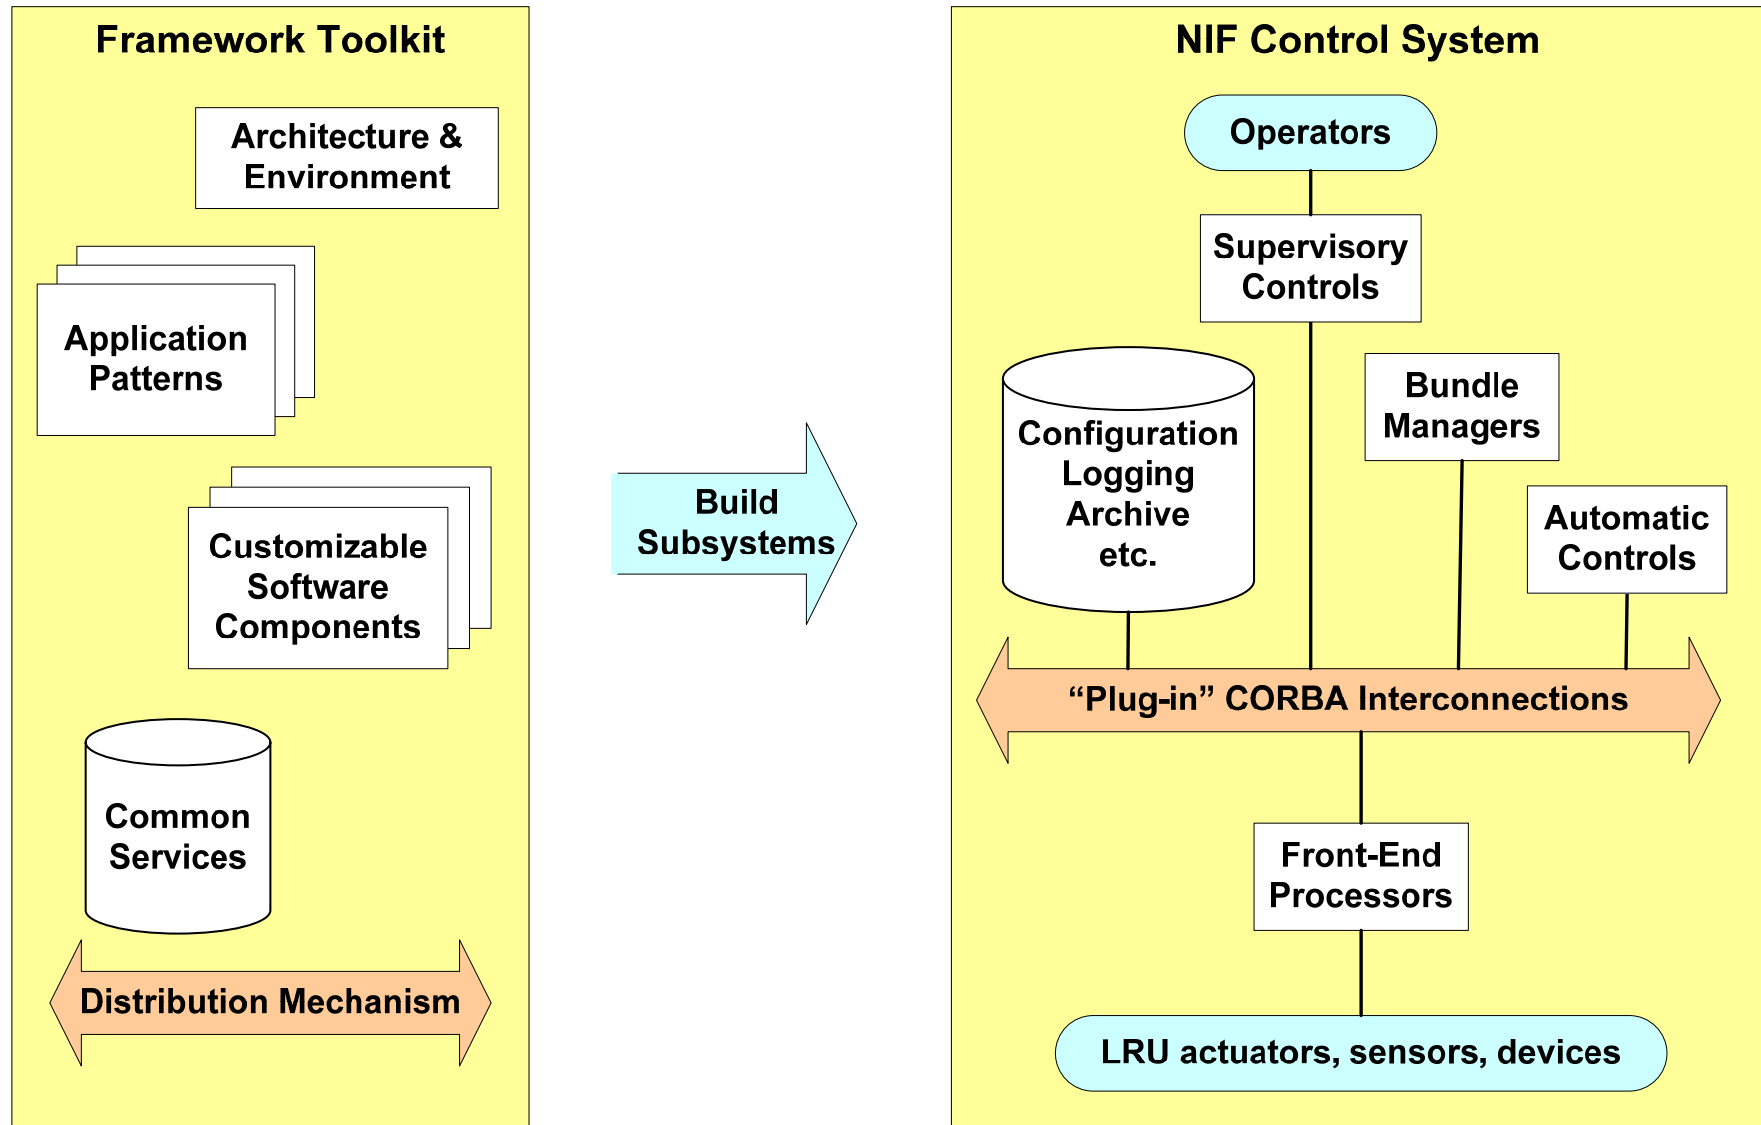 Framework Toolkit
Architecture &
Environment
Application
Patterns
Customizable
Software
Components
Common
Services
Distribution Mechanism
Build
Subsystems
NIF Control System
Operators
Supervisory
Controls
Configuration
Logging
Archive
etc.
Bundle
Managers
Automatic
Controls
“Plug-in” CORBA Interconnections
Front-End
Processors
LRU actuators, sensors, devices